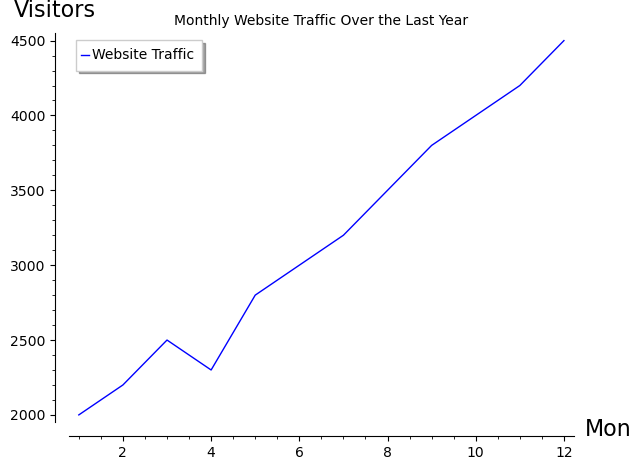 Visitors
Monthly Website Traffic Over the Last Year
Website Traffic
4500
4000
3500
3000
2500
2000
Mon
2 4 6 8 10 12